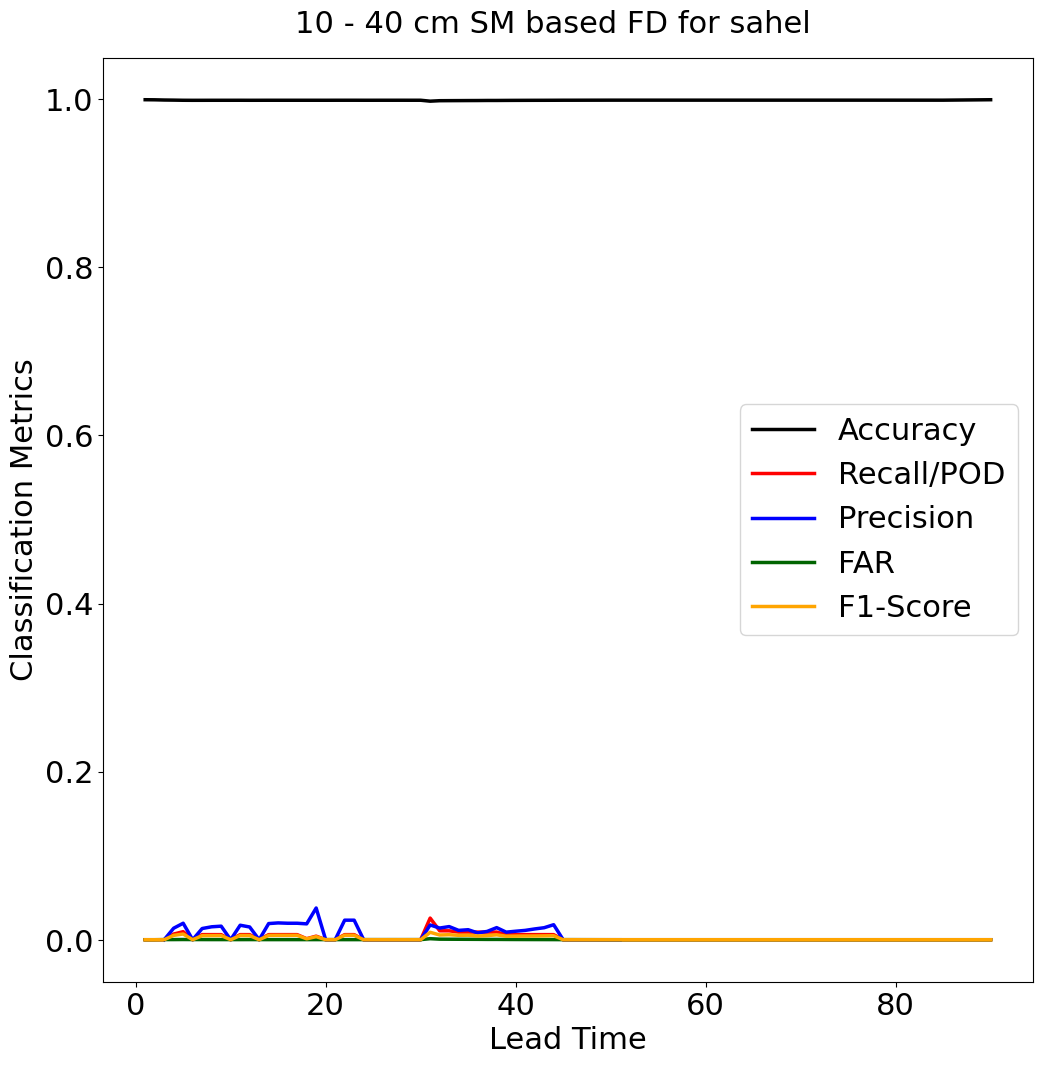 10 - 40 cm SM based FD for sahel
1.0
0.8
0.6
0.4
0.2
0.0
Classification Metrics
Accuracy
Recall/POD
Precision
FAR
F1-Score
0 20 40 60 80
Lead Time